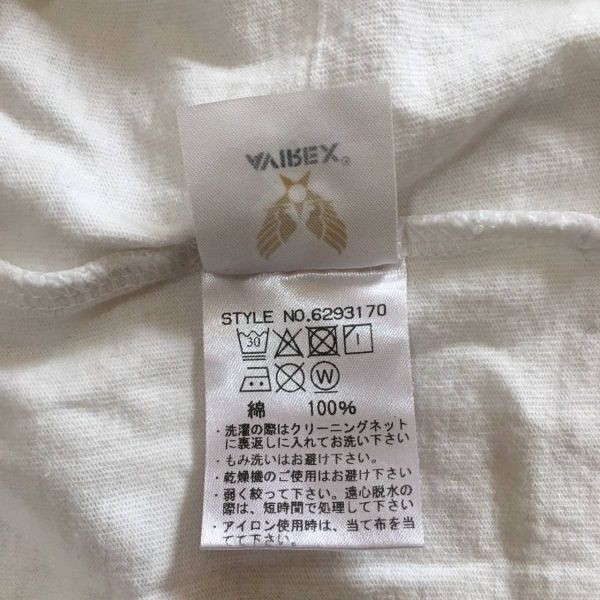 AVIREX®
STYLE NO.6293170
30
W
綿 100%
・洗濯の際はクリーニングネット
に裏返しに入れてお洗い下さい
・もみ洗いはお避け下さい。
・乾燥機のご使用はお避け下さい
・弱く絞って下さい。遠心脱水の
際は、短時間で処理して下さい
・アイロン使用時は、当て布を当
てて下さい。